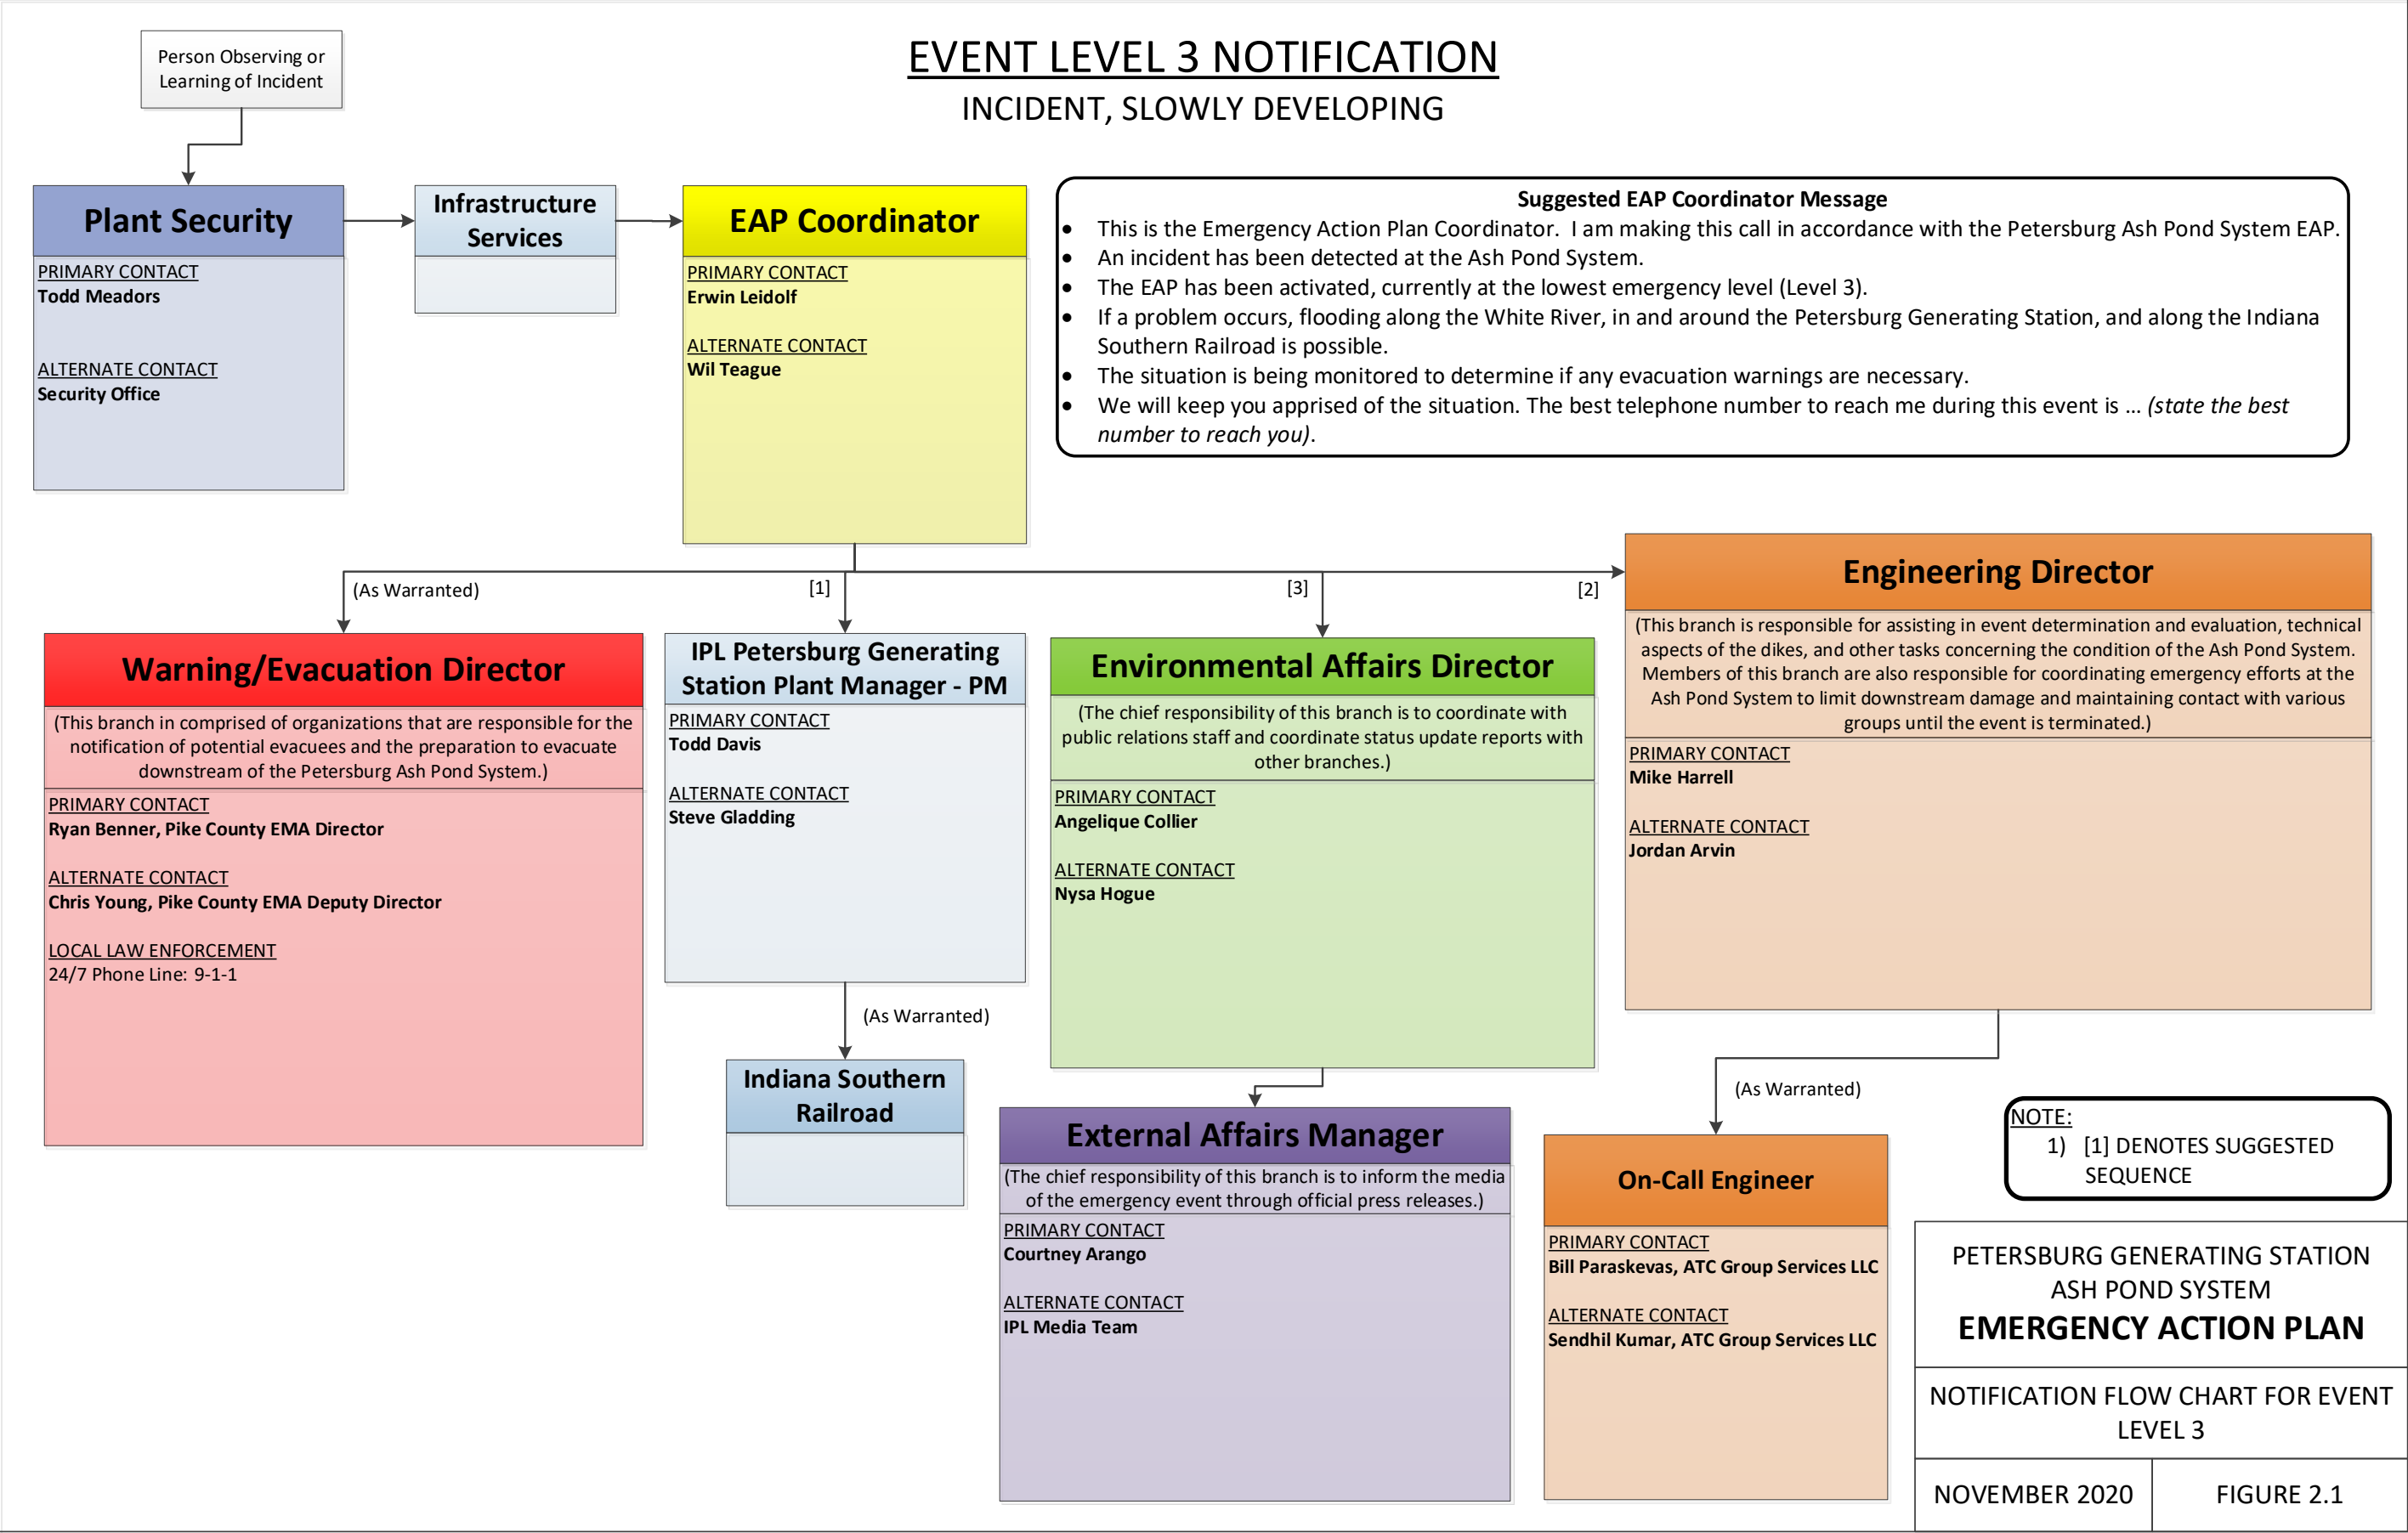 EVENT LEVEL 3 NOTIFICATION
INCIDENT, SLOWLY DEVELOPING
Person Observing or
Learning of Incident
Plant Security
PRIMARY CONTACT
Todd Meadors
ALTERNATE CONTACT
Security Office
Infrastructure
Services
EAP Coordinator
PRIMARY CONTACT
Erwin Leidolf
ALTERNATE CONTACT
Wil Teague
Suggested EAP Coordinator Message
• This is the Emergency Action Plan Coordinator. I am making this call in accordance with the Petersburg Ash Pond System EAP.
• An incident has been detected at the Ash Pond System.
• The EAP has been activated, currently at the lowest emergency level (Level 3).
• If a problem occurs, flooding along the White River, in and around the Petersburg Generating Station, and along the Indiana
Southern Railroad is possible.
• The situation is being monitored to determine if any evacuation warnings are necessary.
• We will keep you apprised of the situation. The best telephone number to reach me during this event is ... (state the best
number to reach you).
(As Warranted)
[1]
[3]
[2]
Warning/Evacuation Director
(This branch in comprised of organizations that are responsible for the
notification of potential evacuees and the preparation to evacuate
downstream of the Petersburg Ash Pond System.)
PRIMARY CONTACT
Ryan Benner, Pike County EMA Director
ALTERNATE CONTACT
Chris Young, Pike County EMA Deputy Director
LOCAL LAW ENFORCEMENT
24/7 Phone Line: 9-1-1
IPL Petersburg Generating
Station Plant Manager - PM
PRIMARY CONTACT
Todd Davis
ALTERNATE CONTACT
Steve Gladding
(As Warranted)
Indiana Southern
Railroad
Environmental Affairs Director
(The chief responsibility of this branch is to coordinate with
public relations staff and coordinate status update reports with
other branches.)
PRIMARY CONTACT
Angelique Collier
ALTERNATE CONTACT
Nysa Hogue
External Affairs Manager
(The chief responsibility of this branch is to inform the media
of the emergency event through official press releases.)
PRIMARY CONTACT
Courtney Arango
ALTERNATE CONTACT
IPL Media Team
Engineering Director
(This branch is responsible for assisting in event determination and evaluation, technical
aspects of the dikes, and other tasks concerning the condition of the Ash Pond System.
Members of this branch are also responsible for coordinating emergency efforts at the
Ash Pond System to limit downstream damage and maintaining contact with various
groups until the event is terminated.)
PRIMARY CONTACT
Mike Harrell
ALTERNATE CONTACT
Jordan Arvin
(As Warranted)
On-Call Engineer
PRIMARY CONTACT
Bill Paraskevas, ATC Group Services LLC
ALTERNATE CONTACT
Sendhil Kumar, ATC Group Services LLC
NOTE:
1) [1] DENOTES SUGGESTED
SEQUENCE
PETERSBURG GENERATING STATION
ASH POND SYSTEM
EMERGENCY ACTION PLAN
NOTIFICATION FLOW CHART FOR EVENT
LEVEL 3
NOVEMBER 2020
FIGURE 2.1